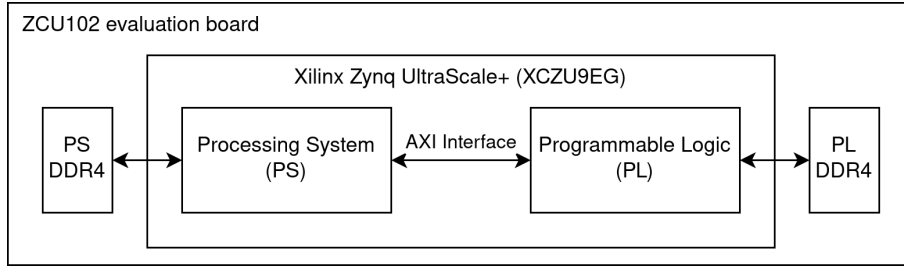 ZCU102 evaluation board
Xilinx Zynq UltraScale+ (XCZU9EG)
PS
DDR4
Processing System
(PS)
AXI Interface
Programmable Logic
(PL)
PL
DDR4